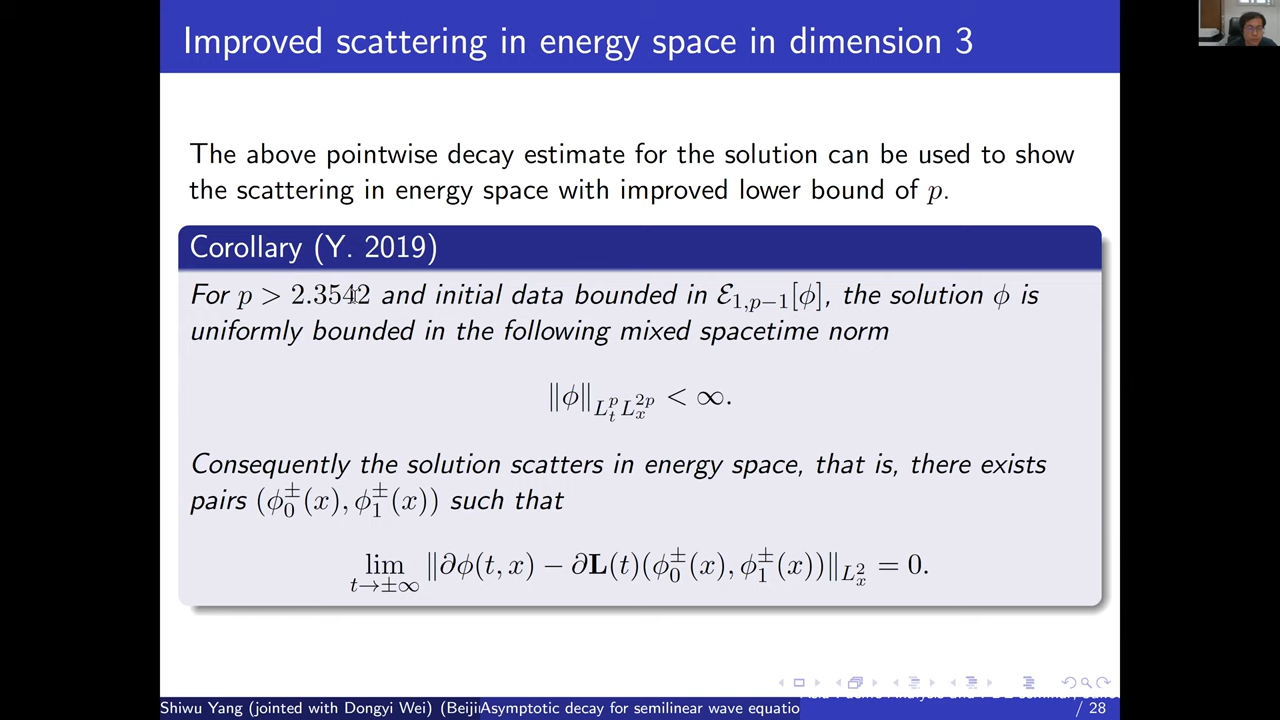 Improved scattering in energy space in dimension 3
The above pointwise decay estimate for the solution can be used to show
the scattering in energy space with improved lower bound of p.
Corollary (Y. 2019)
For p > 2.3542 and initial data bounded in ℰ_{1,p−1}[ϕ], the solution ϕ is
uniformly bounded in the following mixed spacetime norm
‖ϕ‖_{L_t^p L_x^{2p}} < ∞.
Consequently the solution scatters in energy space, that is, there exists
pairs (ϕ_0^±(x), ϕ_1^±(x)) such that
lim_{t→±∞} ‖∂ϕ(t, x) − ∂L(t)(ϕ_0^±(x), ϕ_1^±(x))‖_{L_x^2} = 0.
Shiwu Yang (jointed with Dongyi Wei) (Beiji Asymptotic decay for semilinear wave equatio / 28